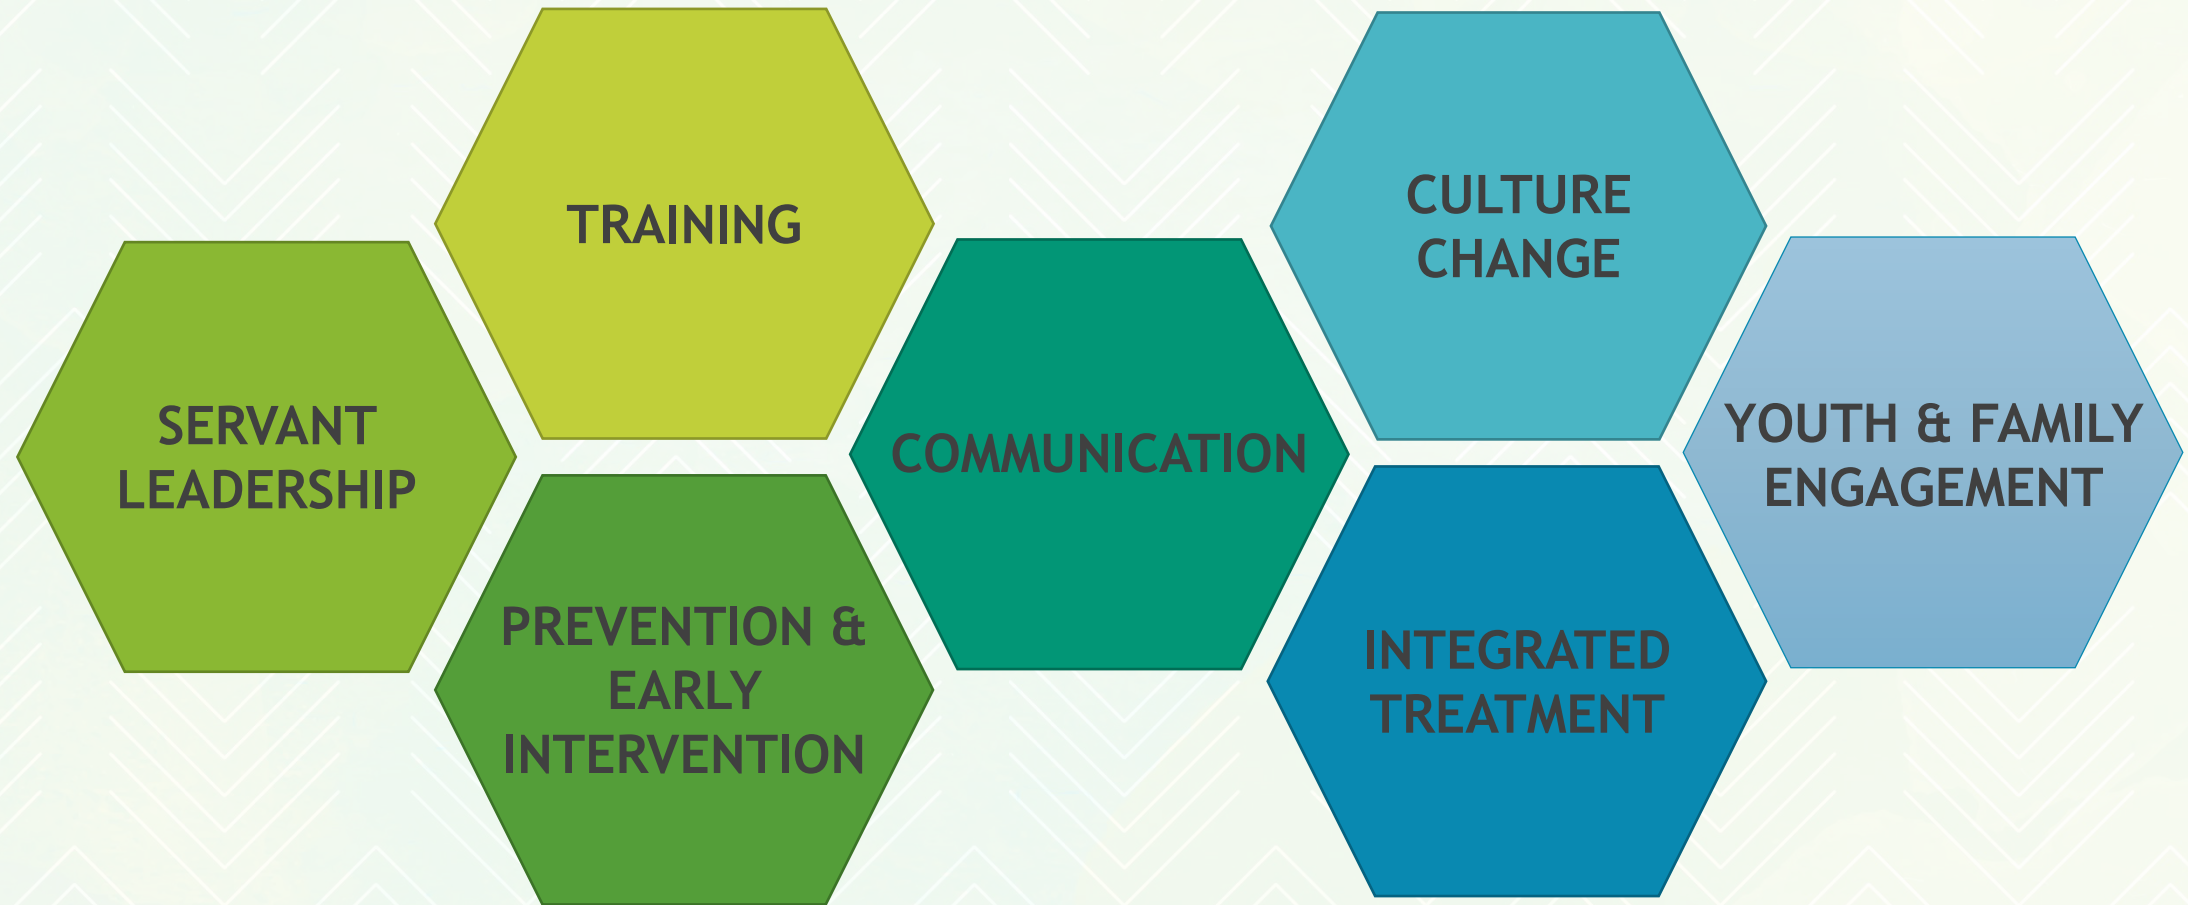 TRAINING
CULTURE
CHANGE
SERVANT
LEADERSHIP
COMMUNICATION
YOUTH & FAMILY
ENGAGEMENT
PREVENTION &
EARLY
INTERVENTION
INTEGRATED
TREATMENT